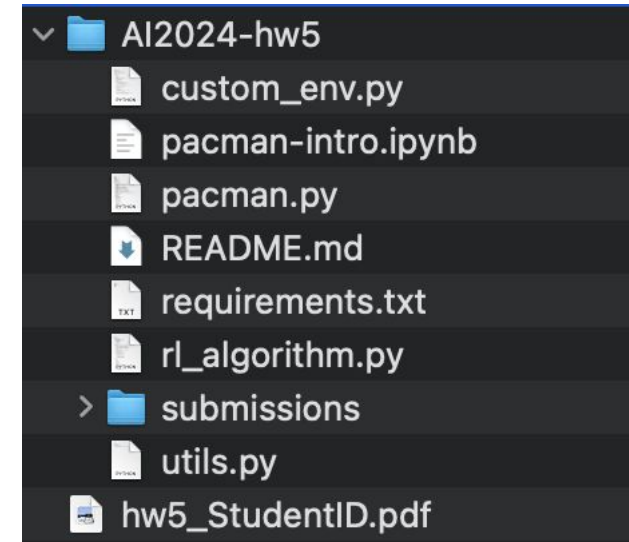 AI2024-hw5
custom_env.py
pacman-intro.ipynb
pacman.py
README.md
TXT requirements.txt
rl_algorithm.py
submissions
utils.py
hw5_StudentID.pdf